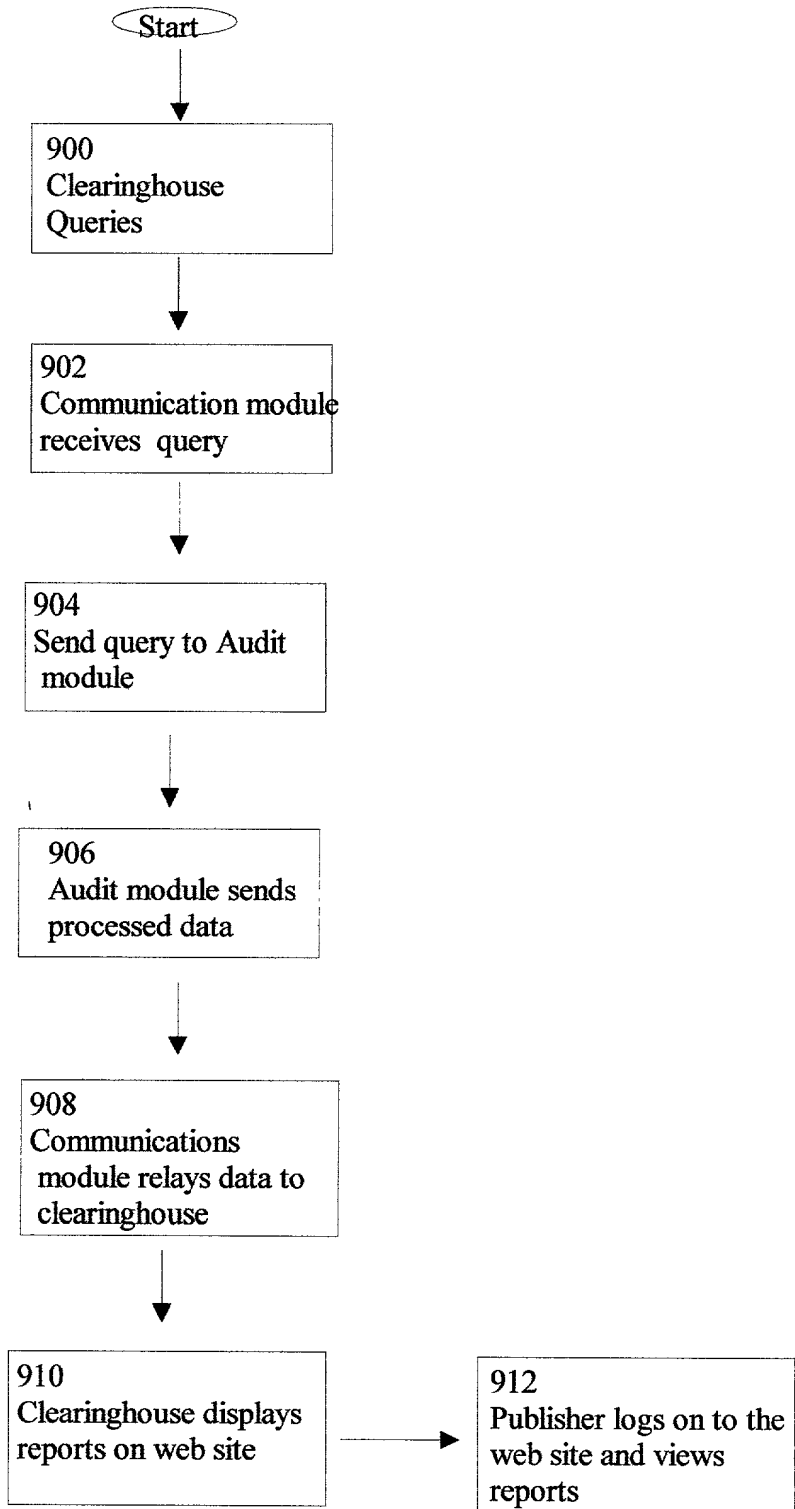 Start
900
Clearinghouse
Queries
902
Communication module
receives query
904
Send query to Audit
module
906
Audit module sends
processed data
908
Communications
module relays data to
clearinghouse
910
Clearinghouse displays
reports on web site
912
Publisher logs on to the
web site and views
reports